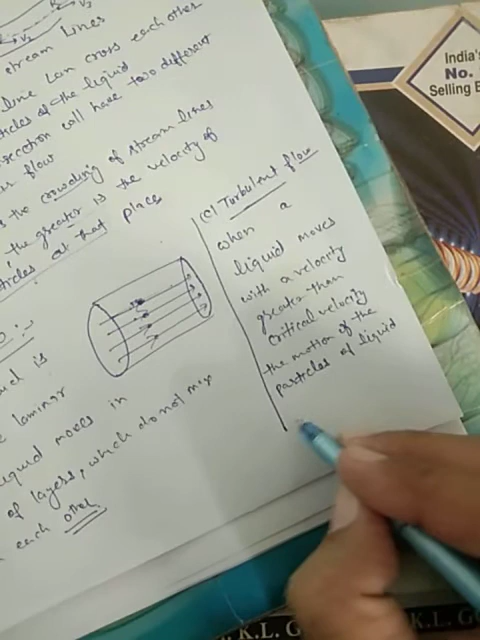 V2
stream lines
line can cross each other
particles of the liquid
section will have two different
flow
the crowding of stream lines
the greater is the velocity of
particles at that place
is
laminar
liquid moves in
of layers, which do not mix
each other
(c) Turbulent flow
When a
liquid moves
with a velocity
greater than
critical velocity
the motion of the
particles of liquid
India's
No.
Selling
K.L. G
K.L. G